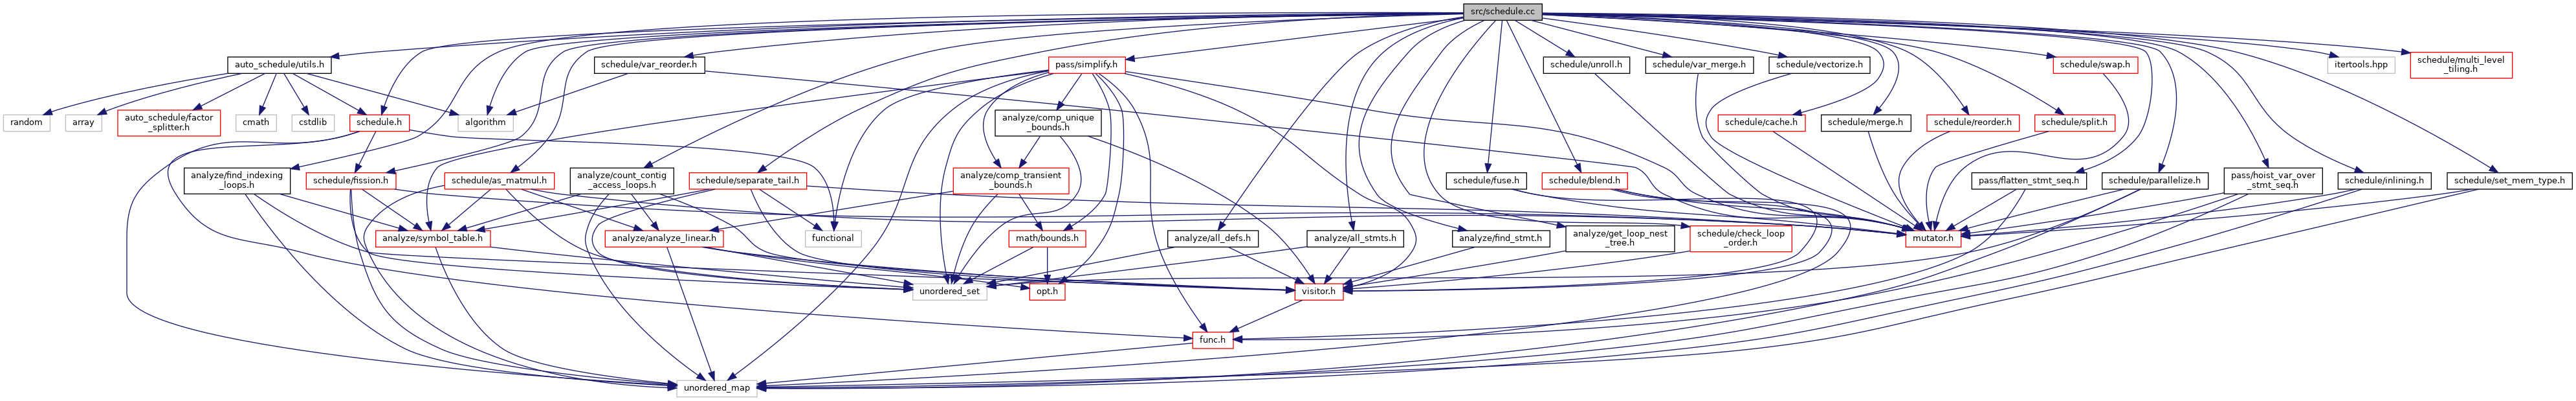 src/schedule.cc
auto_schedule/utils.h
schedule/var_reorder.h
pass/simplify.h
schedule/unroll.h
schedule/var_merge.h
schedule/vectorize.h
schedule/swap.h
itertools.hpp
schedule/multi_level
_tiling.h
random
array
auto_schedule/factor
_splitter.h
cmath
cstdlib
schedule.h
algorithm
analyze/comp_unique
_bounds.h
schedule/cache.h
schedule/merge.h
schedule/reorder.h
schedule/split.h
analyze/find_indexing
_loops.h
schedule/fission.h
schedule/as_matmul.h
analyze/count_contig
_access_loops.h
schedule/separate_tail.h
analyze/comp_transient
_bounds.h
schedule/fuse.h
schedule/blend.h
pass/flatten_stmt_seq.h
schedule/parallelize.h
pass/hoist_var_over
_stmt_seq.h
schedule/inlining.h
schedule/set_mem_type.h
analyze/symbol_table.h
analyze/analyze_linear.h
functional
math/bounds.h
analyze/all_defs.h
analyze/all_stmts.h
analyze/find_stmt.h
analyze/get_loop_nest
_tree.h
schedule/check_loop
_order.h
mutator.h
unordered_set
opt.h
visitor.h
func.h
unordered_map